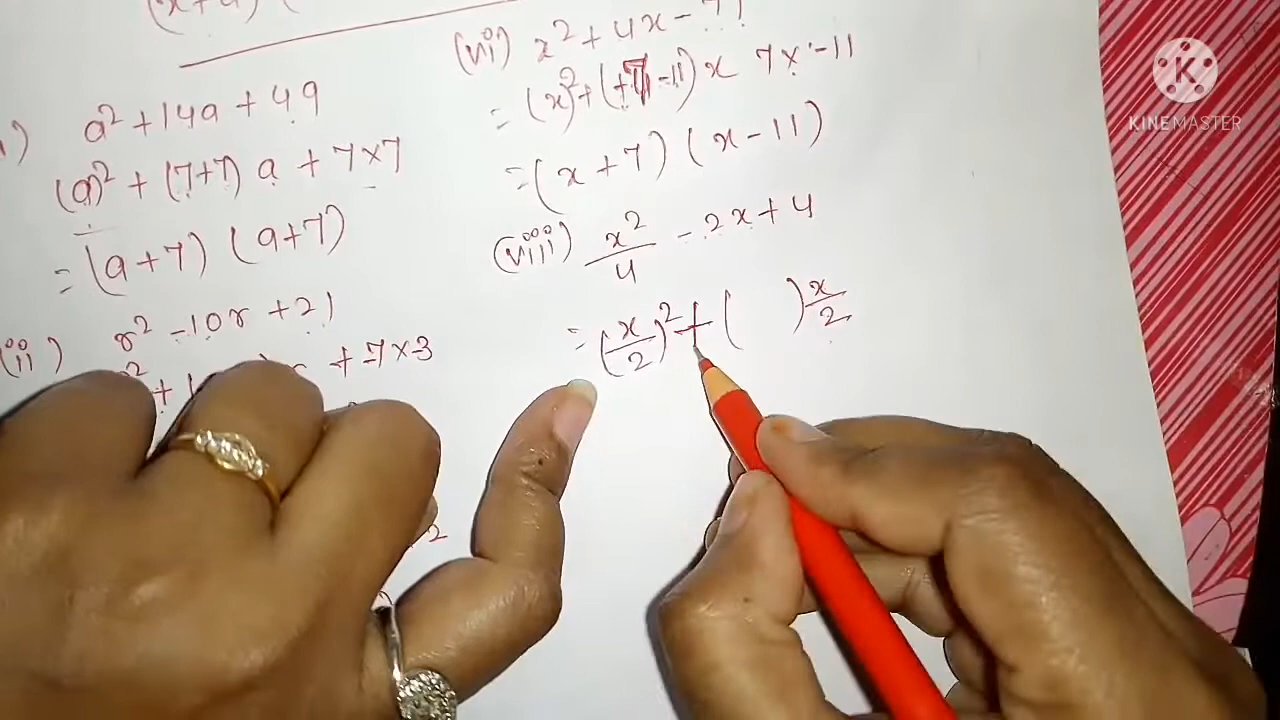 a² + 14a + 49
(a)² + (7+7) a + 7×7
= (a+7) (a+7)
(ii) r² - 10r + 21
+ -7×-3
(vii) x² + 4x - 77
= (x)² + (+7-11) x 7×-11
= (x+7) (x-11)
(viii) x²/4 - 2x + 4
= (x/2)² + ( ) x/2
K
KINEMASTER